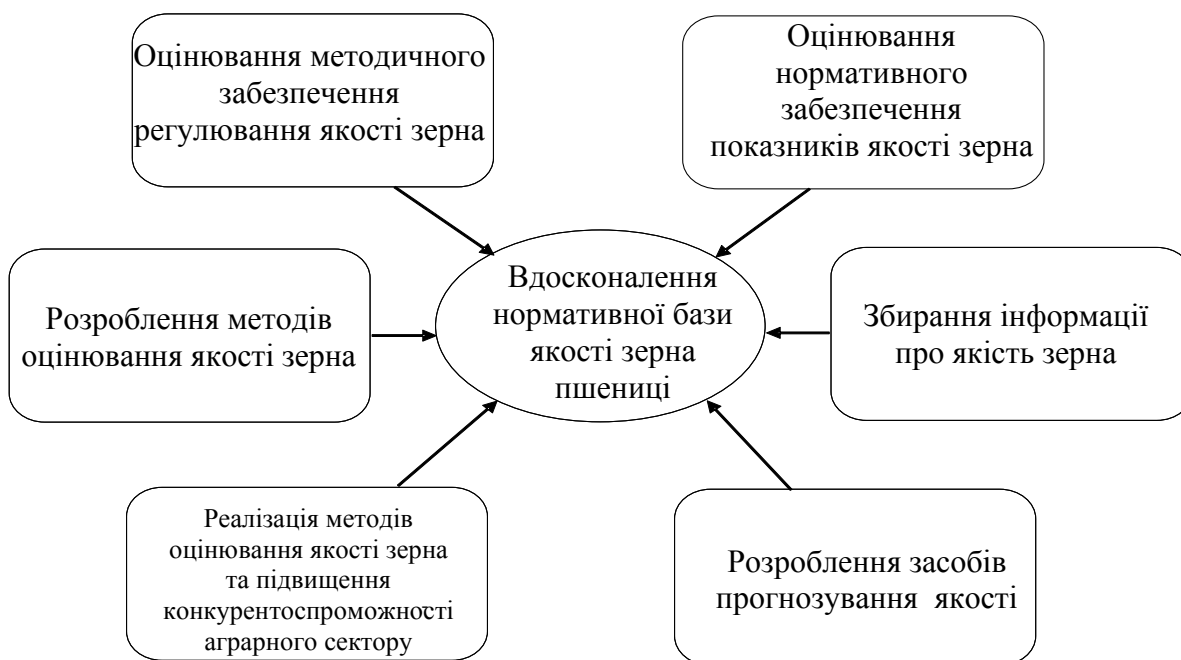 Оцінювання методичного
забезпечення
регулювання якості зерна
Оцінювання
нормативного
забезпечення
показників якості зерна
Розроблення методів
оцінювання якості зерна
Вдосконалення
нормативної бази
якості зерна
пшениці
Збирання інформації
про якість зерна
Реалізація методів
оцінювання якості зерна
та підвищення
конкурентоспроможності
аграрного сектору
Розроблення засобів
прогнозування якості